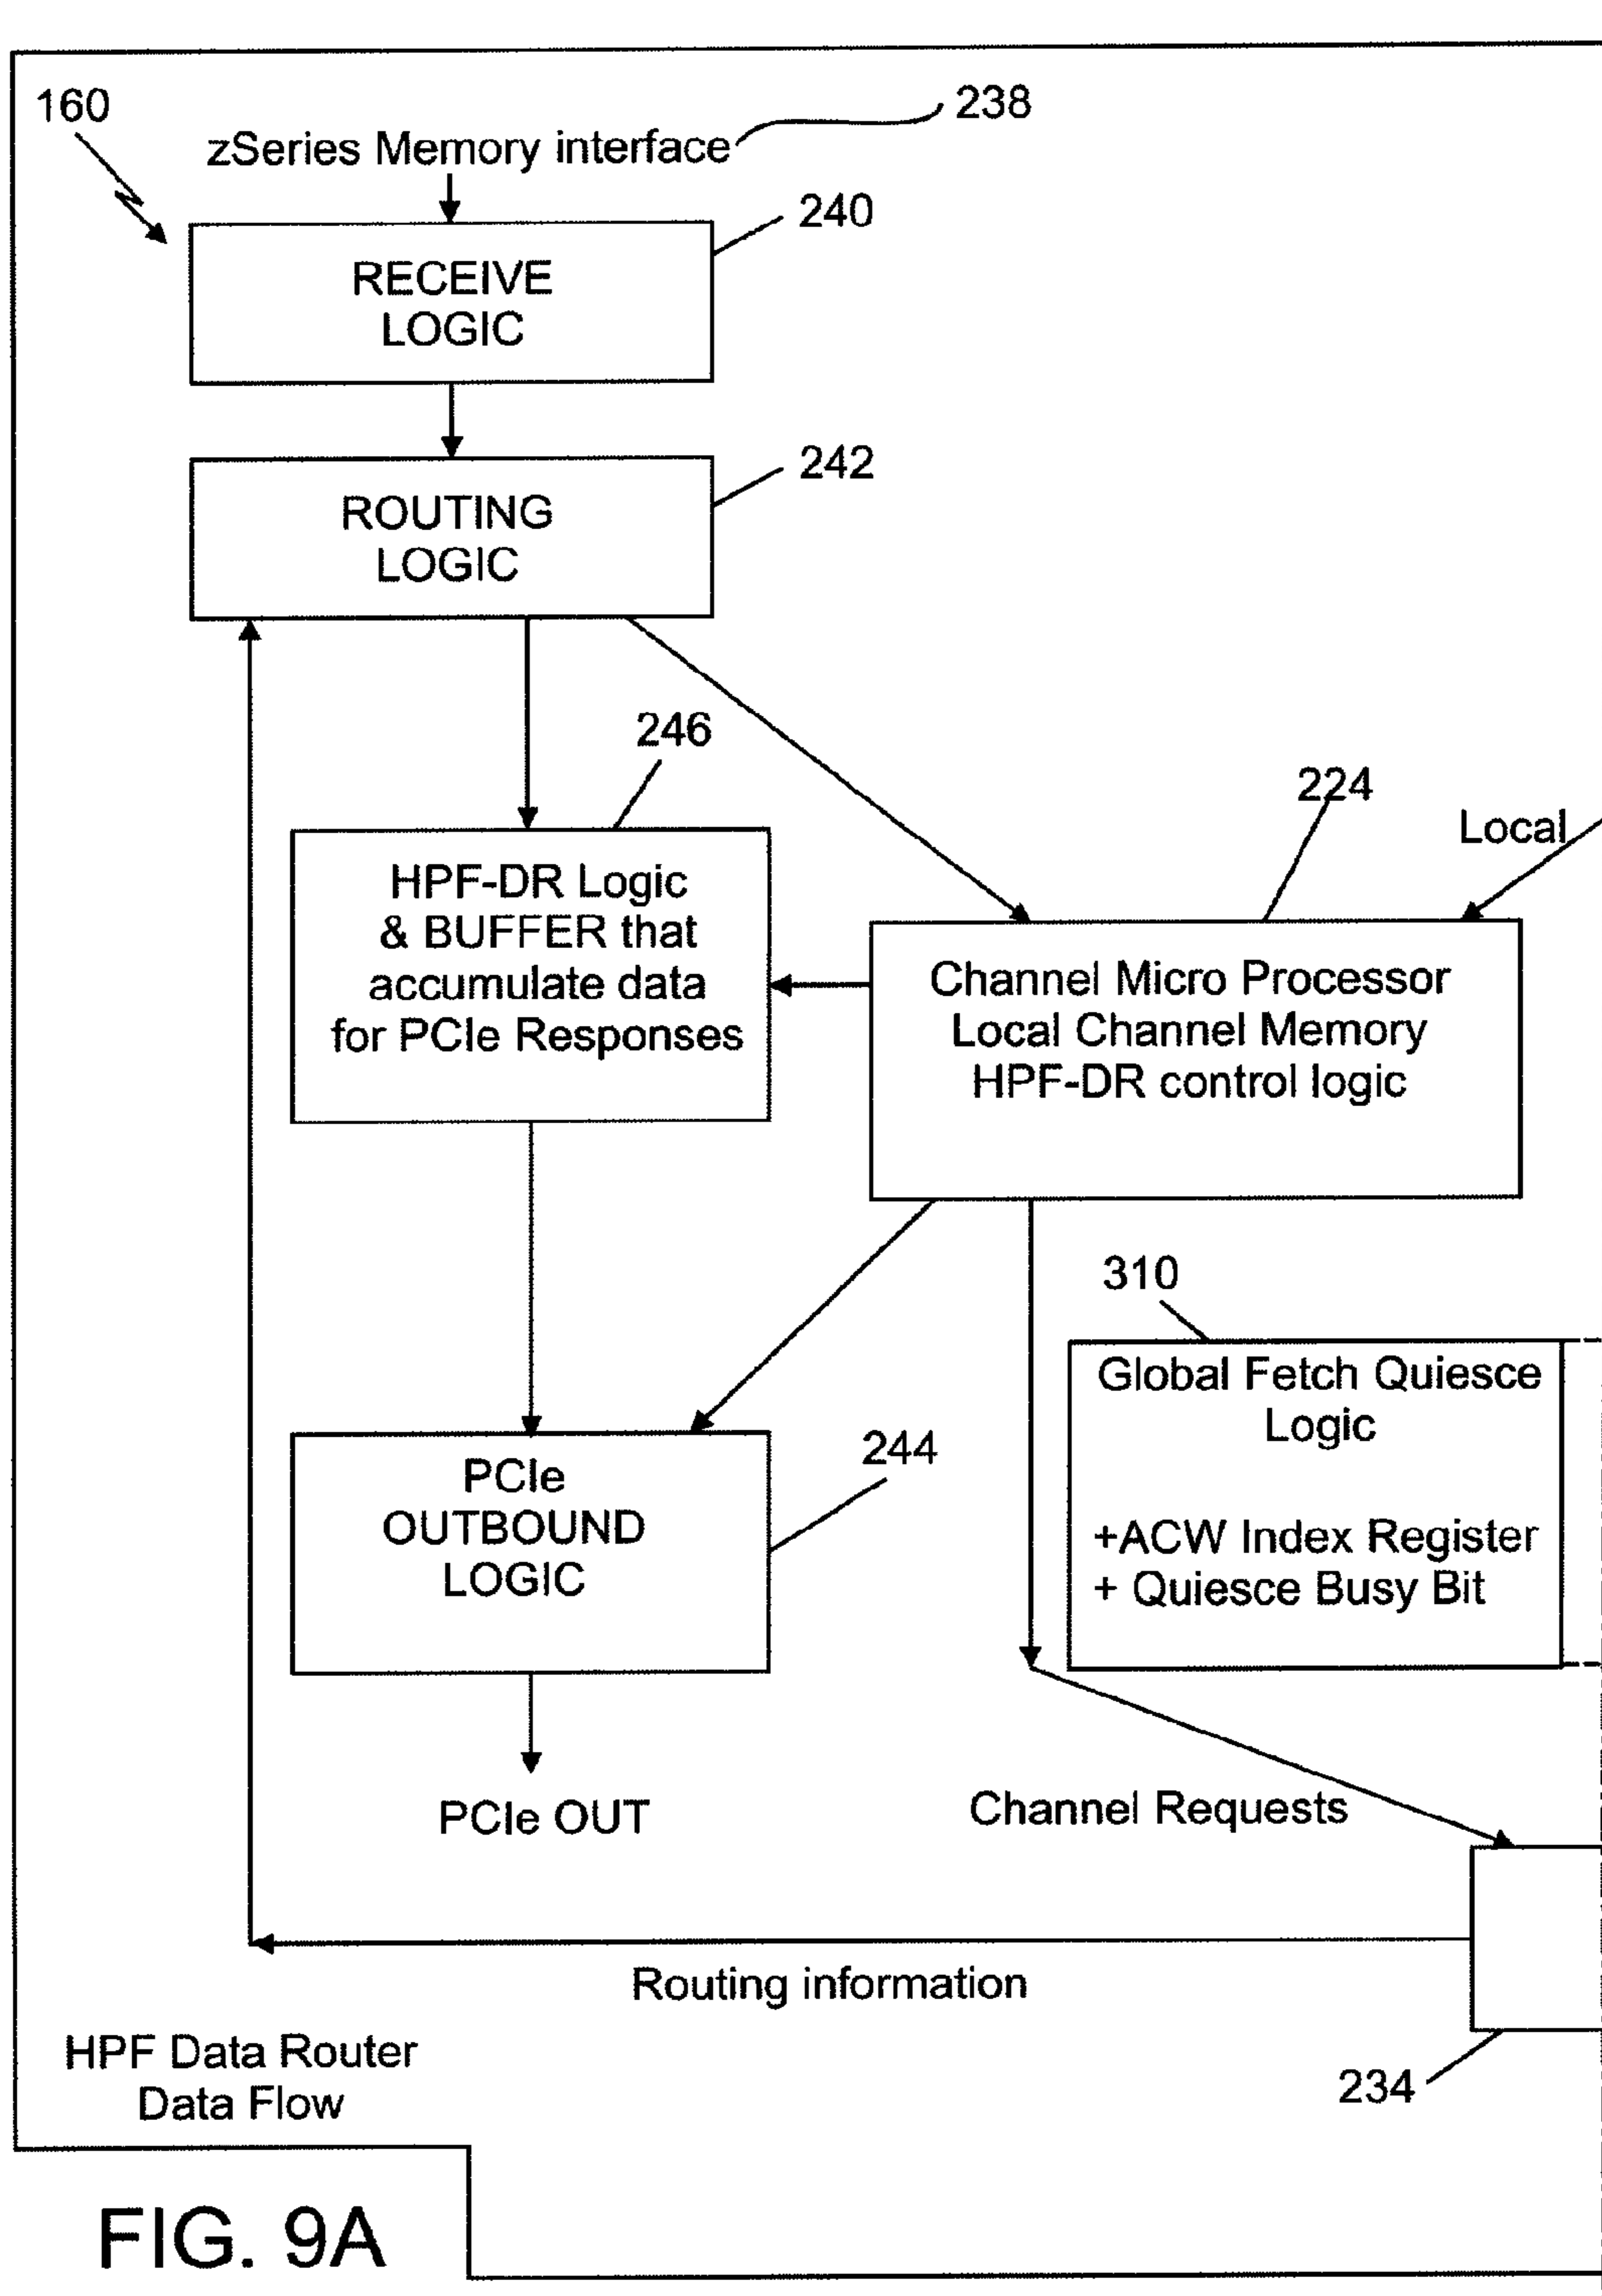 160
238
zSeries Memory interface
240
RECEIVE
LOGIC
242
ROUTING
LOGIC
246
224
Local
HPF-DR Logic
& BUFFER that
accumulate data
for PCIe Responses
Channel Micro Processor
Local Channel Memory
HPF-DR control logic
310
Global Fetch Quiesce
Logic
+ACW Index Register
+ Quiesce Busy Bit
244
PCIe
OUTBOUND
LOGIC
PCIe OUT
Channel Requests
Routing information
234
HPF Data Router
Data Flow
FIG. 9A